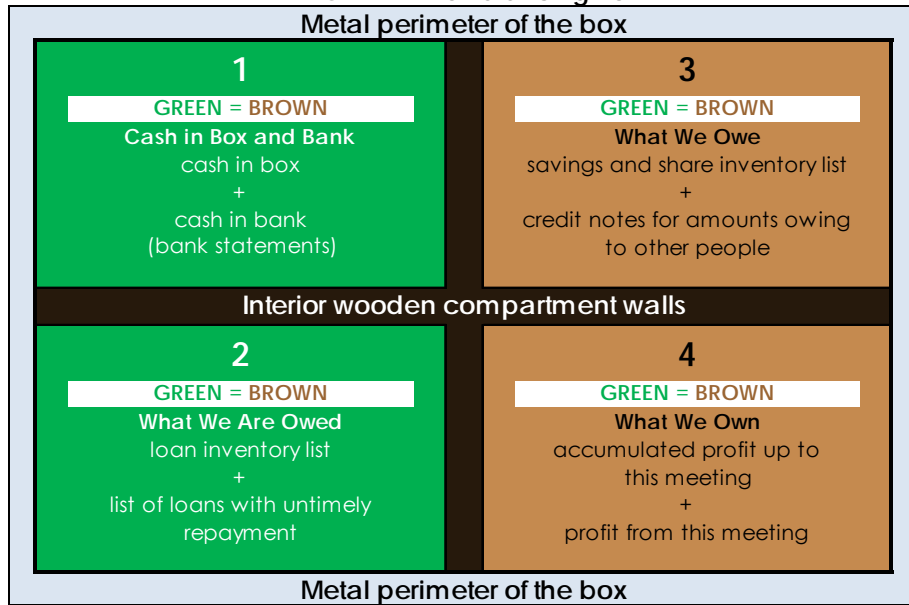 Metal perimeter of the box
1
GREEN = BROWN
Cash in Box and Bank
cash in box
+
cash in bank
(bank statements)
3
GREEN = BROWN
What We Owe
savings and share inventory list
+
credit notes for amounts owing
to other people
Interior wooden compartment walls
2
GREEN = BROWN
What We Are Owed
loan inventory list
+
list of loans with untimely
repayment
4
GREEN = BROWN
What We Own
accumulated profit up to
this meeting
+
profit from this meeting
Metal perimeter of the box